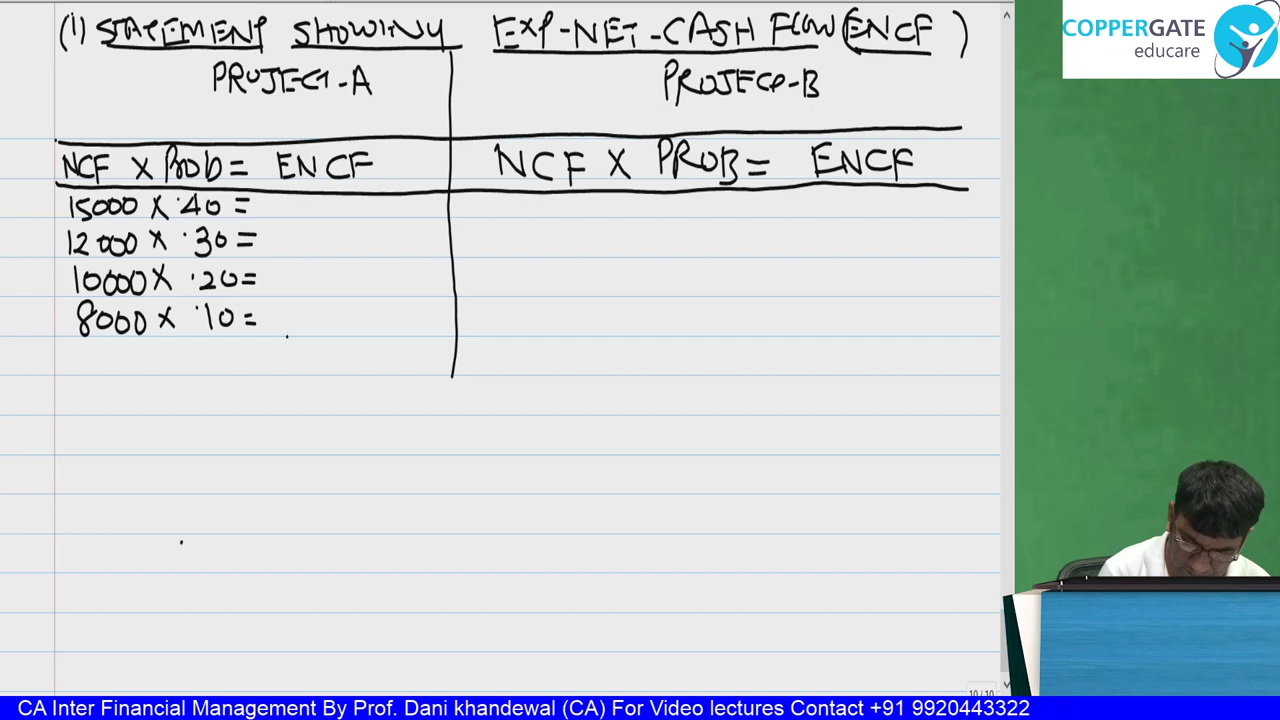 (i) STATEMENT SHOWING EXP-NET-CASH FLOW (ENCF)
PROJECT-A PROJECT-B
NCF X Prob = ENCF NCF X PROB = ENCF
15000 X .40 =
12000 X .30 =
10000 X .20 =
8000 X .10 =
COPPERGATE
educare
10/10
CA Inter Financial Management By Prof. Dani khandewal (CA) For Video lectures Contact +91 9920443322